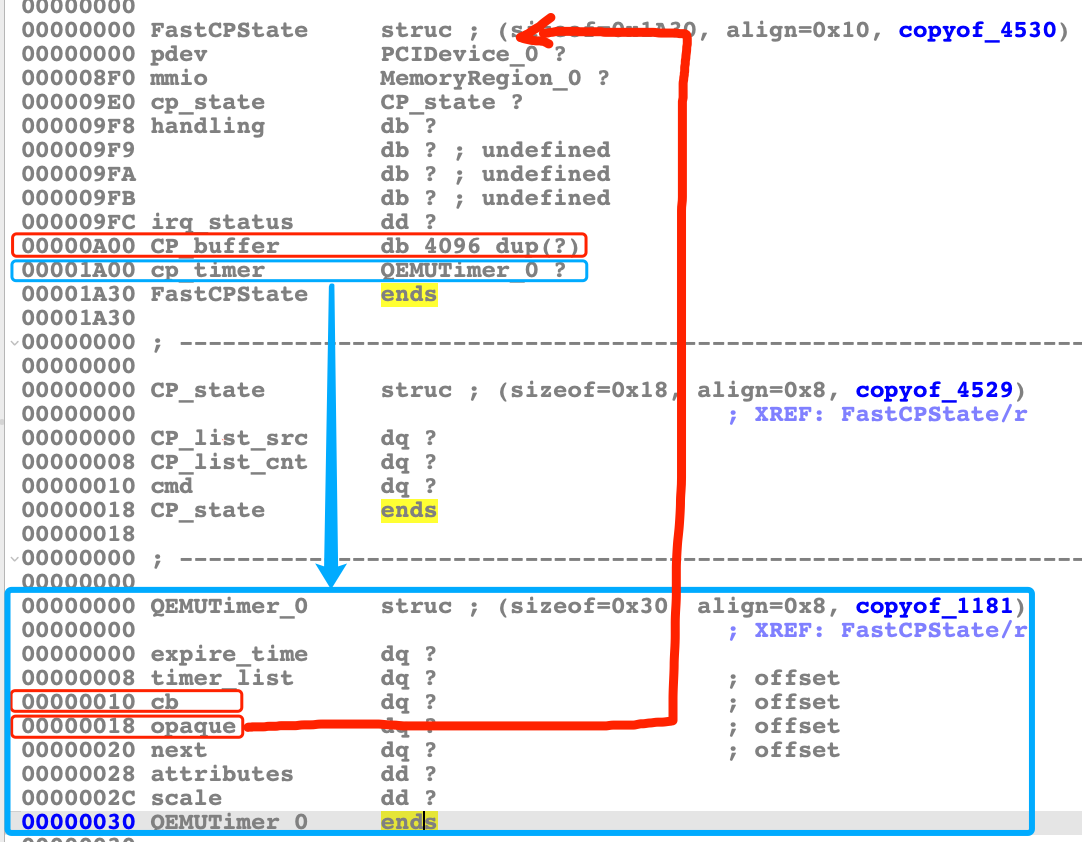 00000000
00000000 FastCPState struc ; (sizeof=0x1A30, align=0x10, copyof_4530)
00000000 pdev PCIDevice_0 ?
000008F0 mmio MemoryRegion_0 ?
000009E0 cp_state CP_state ?
000009F8 handling db ?
000009F9 db ? ; undefined
000009FA db ? ; undefined
000009FB db ? ; undefined
000009FC irq_status dd ?
00000A00 CP_buffer db 4096 dup(?)
00001A00 cp_timer QEMUTimer_0 ?
00001A30 FastCPState ends
00001A30
00000000 ; ---------------------------------------------------------------
00000000
00000000 CP_state struc ; (sizeof=0x18, align=0x8, copyof_4529)
00000000 ; XREF: FastCPState/r
00000000 CP_list_src dq ?
00000008 CP_list_cnt dq ?
00000010 cmd dq ?
00000018 CP_state ends
00000018
00000000 ; ---------------------------------------------------------------
00000000
00000000 QEMUTimer_0 struc ; (sizeof=0x30, align=0x8, copyof_1181)
00000000 ; XREF: FastCPState/r
00000000 expire_time dq ?
00000008 timer_list dq ? ; offset
00000010 cb dq ? ; offset
00000018 opaque dq ? ; offset
00000020 next dq ? ; offset
00000028 attributes dd ?
0000002C scale dd ?
00000030 QEMUTimer_0 ends
00000030